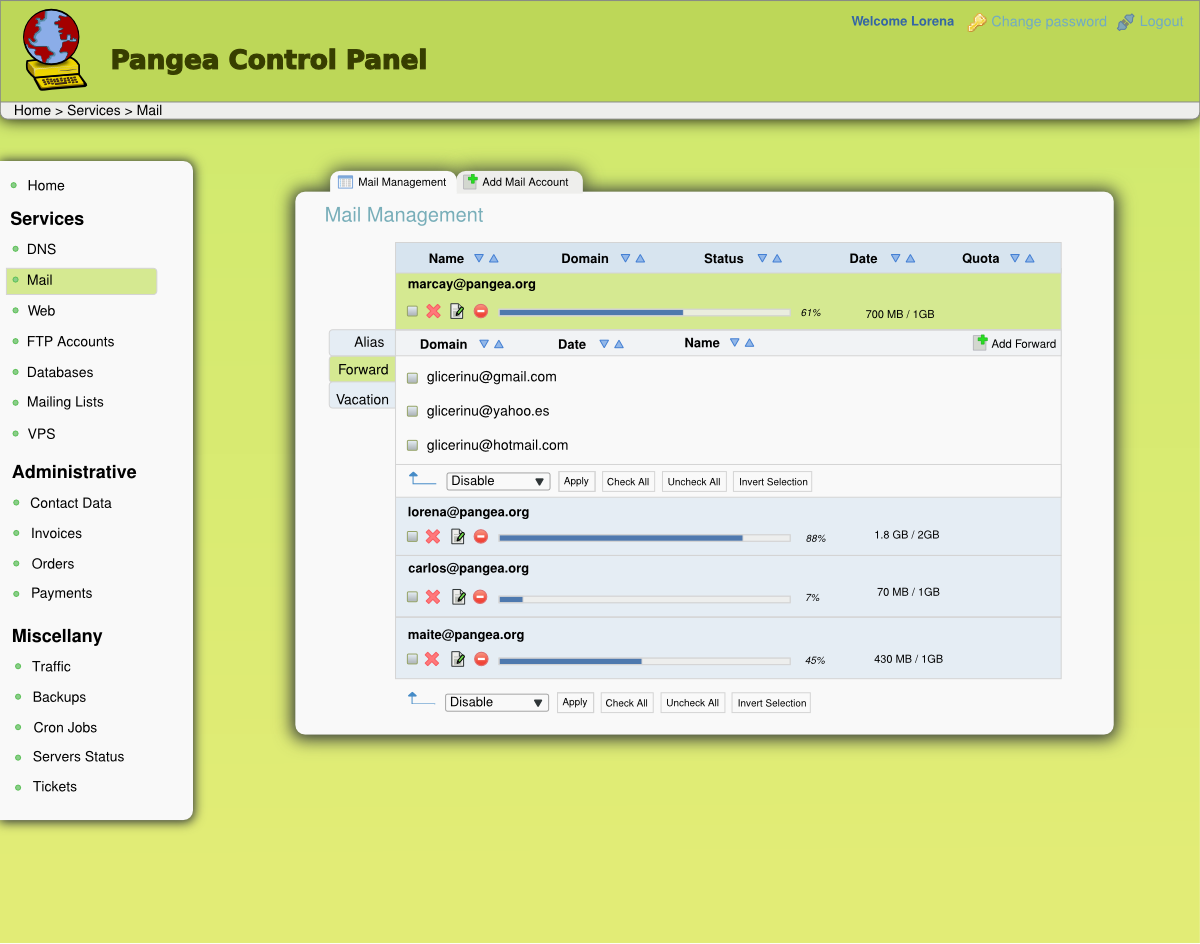 Welcome Lorena Change password Logout
Pangea Control Panel
Home > Services > Mail
Home
Services
DNS
Mail
Web
FTP Accounts
Databases
Mailing Lists
VPS
Administrative
Contact Data
Invoices
Orders
Payments
Miscellany
Traffic
Backups
Cron Jobs
Servers Status
Tickets
Mail Management Add Mail Account
Mail Management
Name Domain Status Date Quota
marcay@pangea.org
61% 700 MB / 1GB
Alias
Forward
Vacation
Domain Date Name Add Forward
glicerinu@gmail.com
glicerinu@yahoo.es
glicerinu@hotmail.com
Disable Apply Check All Uncheck All Invert Selection
lorena@pangea.org
88% 1.8 GB / 2GB
carlos@pangea.org
7% 70 MB / 1GB
maite@pangea.org
45% 430 MB / 1GB
Disable Apply Check All Uncheck All Invert Selection